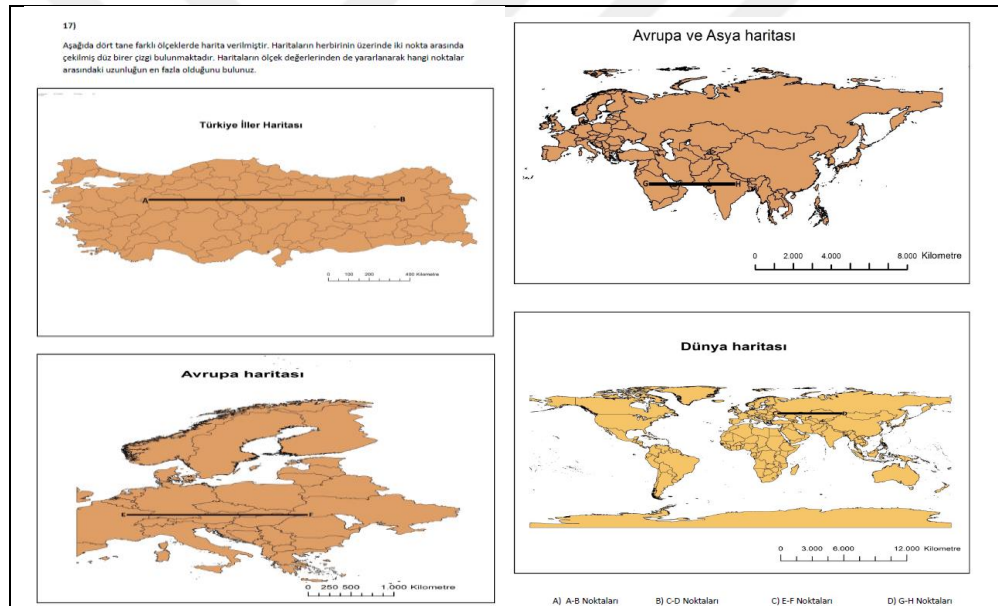 17)
Aşağıda dört tane farklı ölçeklerde harita verilmiştir. Haritaların herbirinin üzerinde iki nokta arasında
çekilmiş düz birer çizgi bulunmaktadır. Haritaların ölçek değerlerinden de yararlanarak hangi noktalar
arasındaki uzunluğun en fazla olduğunu bulunuz.
Türkiye İller Haritası
A B
0 100 200 400 Kilometre
Avrupa haritası
E F
0 250 500 1.000 Kilometre
Avrupa ve Asya haritası
G H
0 2.000 4.000 8.000 Kilometre
Dünya haritası
0 3.000 6.000 12.000 Kilometre
A) A-B Noktaları B) C-D Noktaları C) E-F Noktaları D) G-H Noktaları